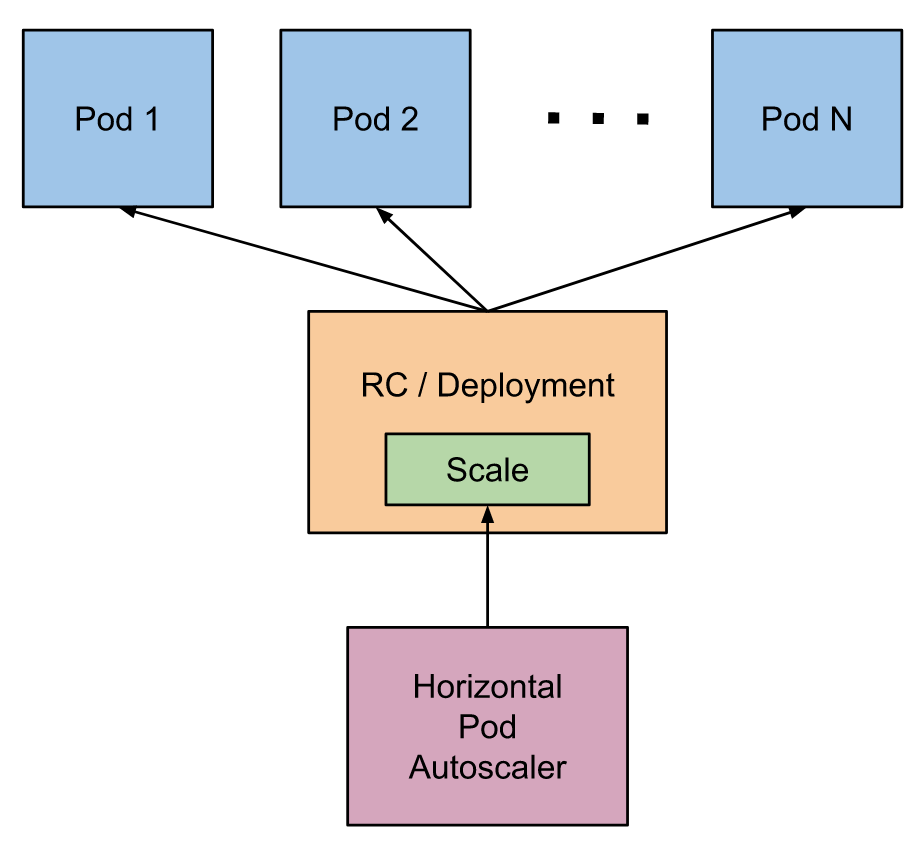 Pod 1
Pod 2
. . .
Pod N
RC / Deployment
Scale
Horizontal
Pod
Autoscaler